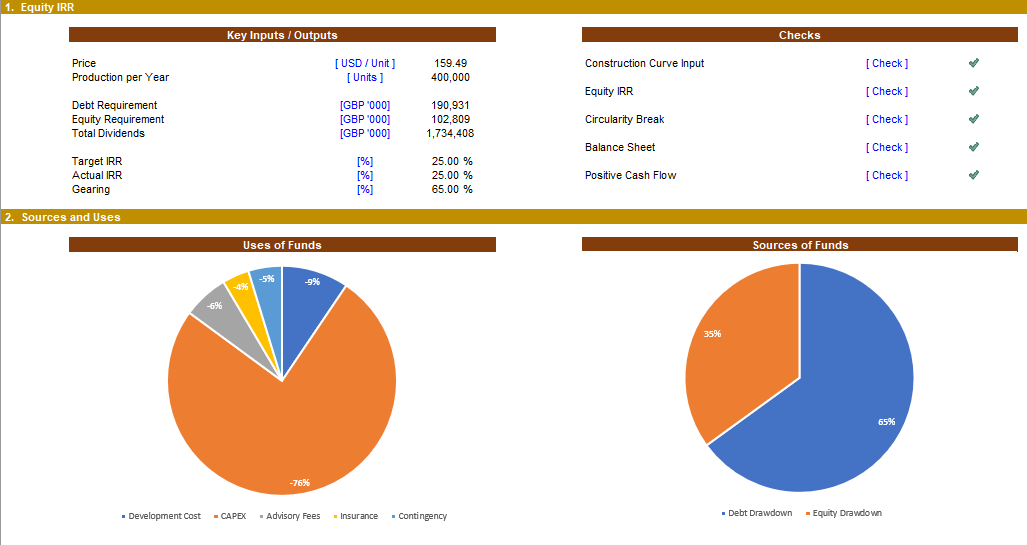 1. Equity IRR
Key Inputs / Outputs
Price [ USD / Unit ] 159.49
Production per Year [ Units ] 400,000
Debt Requirement [GBP '000] 190,931
Equity Requirement [GBP '000] 102,809
Total Dividends [GBP '000] 1,734,408
Target IRR [%] 25.00 %
Actual IRR [%] 25.00 %
Gearing [%] 65.00 %
Checks
Construction Curve Input [ Check ]
Equity IRR [ Check ]
Circularity Break [ Check ]
Balance Sheet [ Check ]
Positive Cash Flow [ Check ]
2. Sources and Uses
Uses of Funds
-6%
-4%
-5%
-9%
-76%
Development Cost CAPEX Advisory Fees Insurance Contingency
Sources of Funds
35%
65%
Debt Drawdown Equity Drawdown